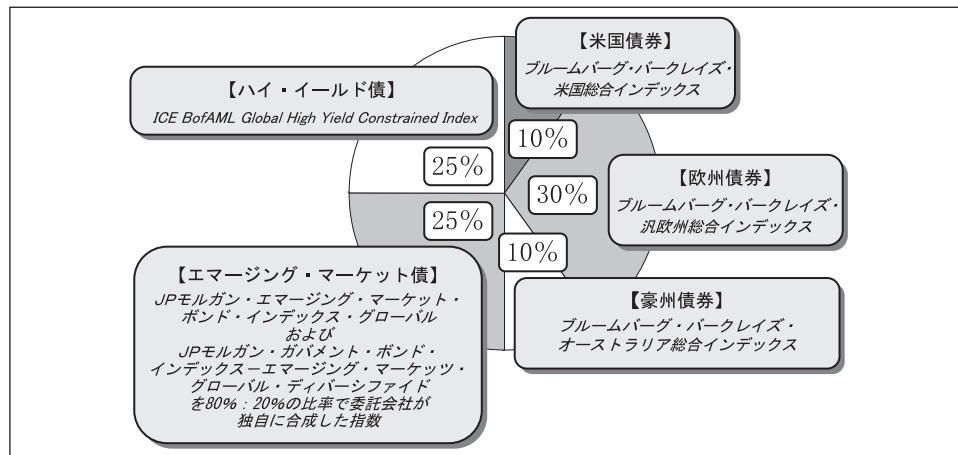 【米国債券】
ブルームバーグ・バークレイズ・
米国総合インデックス
10%
【欧州債券】
ブルームバーグ・バークレイズ・
汎欧州総合インデックス
30%
【豪州債券】
ブルームバーグ・バークレイズ・
オーストラリア総合インデックス
10%
【エマージング・マーケット債】
JPモルガン・エマージング・マーケット・
ボンド・インデックス・グローバル
および
JPモルガン・ガバメント・ボンド・
インデックス－エマージング・マーケッツ・
グローバル・ディバーシファイド
を80%：20%の比率で委託会社が
独自に合成した指数
25%
【ハイ・イールド債】
ICE BofAML Global High Yield Constrained Index
25%